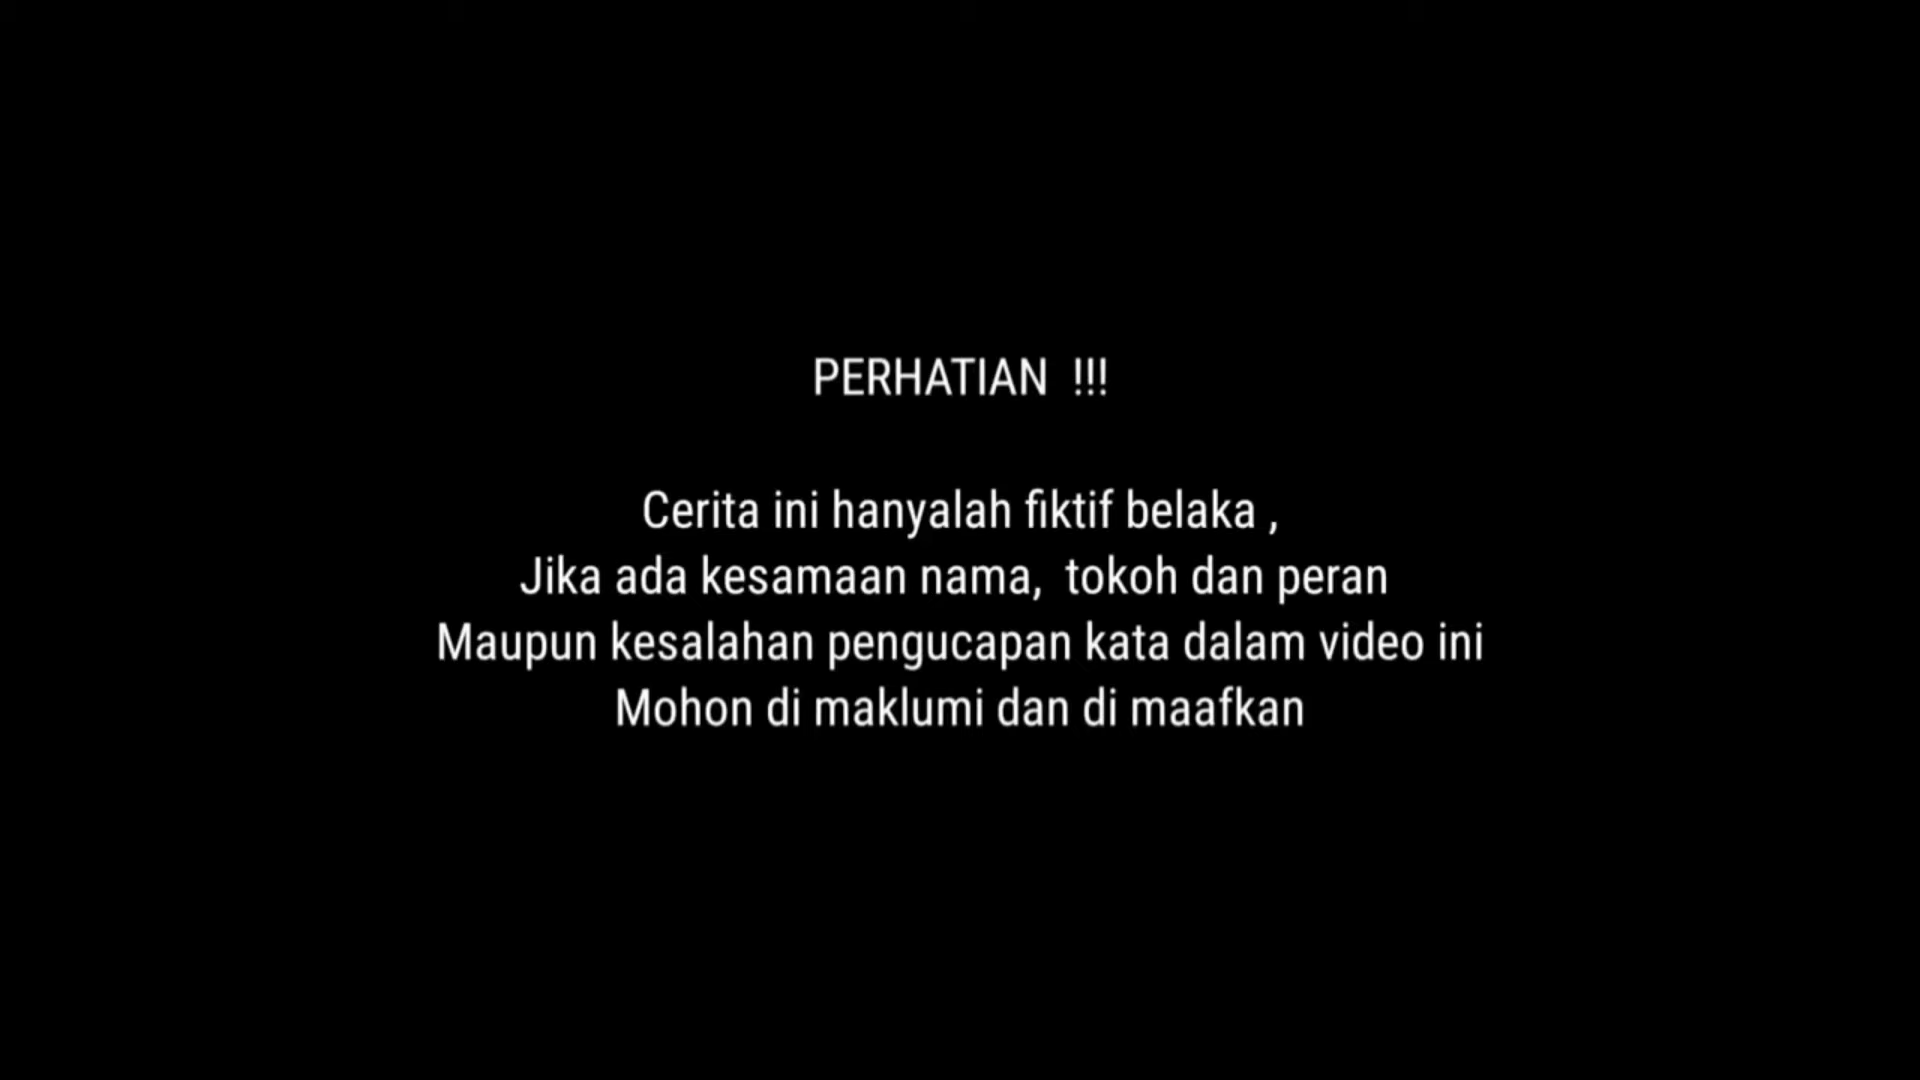 PERHATIAN  !!!
Cerita ini hanyalah fiktif belaka ,
Jika ada kesamaan nama,  tokoh dan peran
Maupun kesalahan pengucapan kata dalam video ini
Mohon di maklumi dan di maafkan